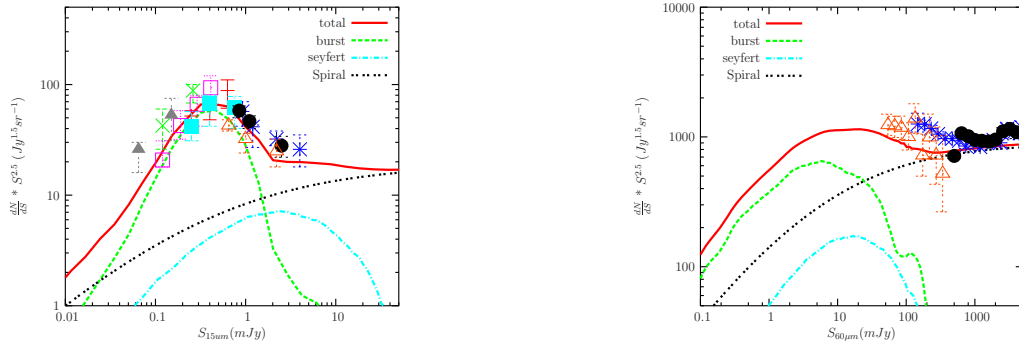 total
burst
seyfert
Spiral
100
10
1
0.01
0.1
1
10
dN/dS * S^2.5 (Jy^1.5 sr^-1)
S_15um(mJy)
total
burst
seyfert
Spiral
10000
1000
100
0.1
1
10
100
1000
dN/dS * S^2.5 (Jy^1.5 sr^-1)
S_60μm(mJy)